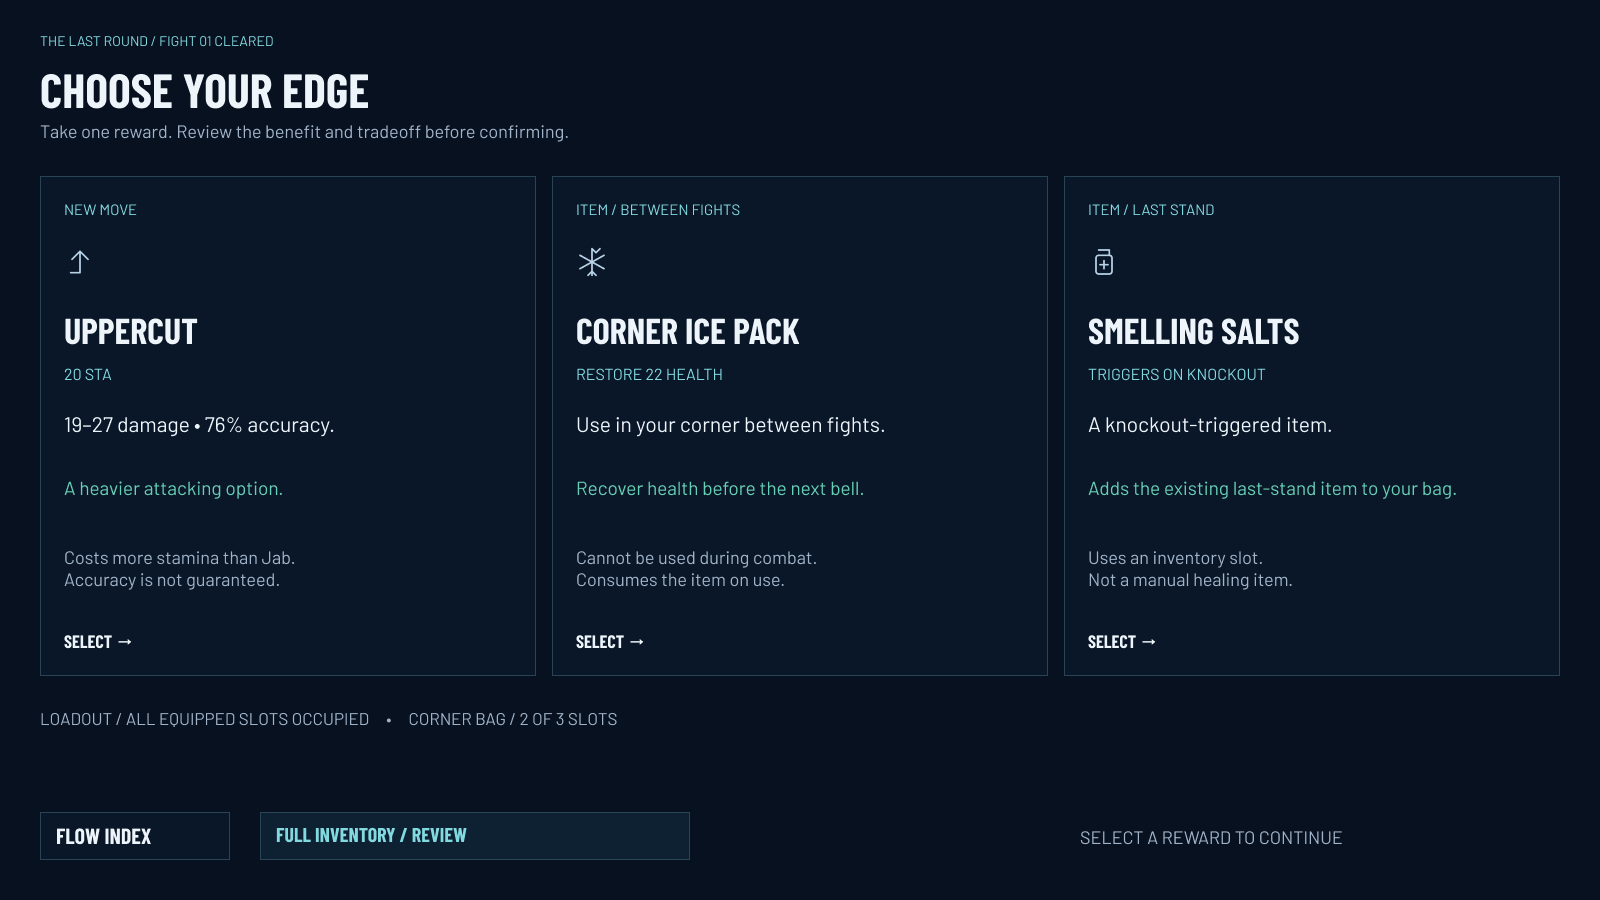 THE LAST ROUND / FIGHT 01 CLEARED
CHOOSE YOUR EDGE
Take one reward. Review the benefit and tradeoff before confirming.
NEW MOVE
UPPERCUT
20 STA
19–27 damage • 76% accuracy.
A heavier attacking option.
Costs more stamina than Jab.
Accuracy is not guaranteed.
SELECT →
ITEM / BETWEEN FIGHTS
CORNER ICE PACK
RESTORE 22 HEALTH
Use in your corner between fights.
Recover health before the next bell.
Cannot be used during combat.
Consumes the item on use.
SELECT →
ITEM / LAST STAND
SMELLING SALTS
TRIGGERS ON KNOCKOUT
A knockout-triggered item.
Adds the existing last-stand item to your bag.
Uses an inventory slot.
Not a manual healing item.
SELECT →
LOADOUT / ALL EQUIPPED SLOTS OCCUPIED • CORNER BAG / 2 OF 3 SLOTS
FLOW INDEX
FULL INVENTORY / REVIEW
SELECT A REWARD TO CONTINUE